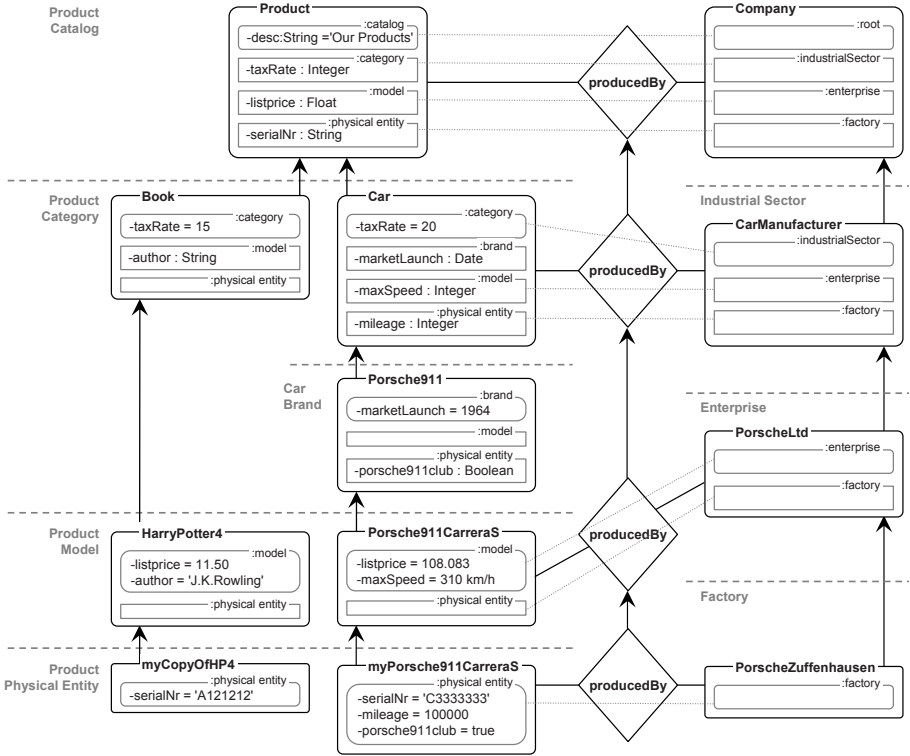 Product
Catalog
Product
:catalog
-desc:String ='Our Products'
:category
-taxRate : Integer
:model
-listprice : Float
:physical entity
-serialNr : String
producedBy
Company
:root
:industrialSector
:enterprise
:factory
Product
Category
Book
:category
-taxRate = 15
:model
-author : String
:physical entity
Car
:category
-taxRate = 20
:brand
-marketLaunch : Date
:model
-maxSpeed : Integer
:physical entity
-mileage : Integer
producedBy
Industrial Sector
CarManufacturer
:industrialSector
:enterprise
:factory
Car
Brand
Porsche911
:brand
-marketLaunch = 1964
:model
:physical entity
-porsche911club : Boolean
Enterprise
PorscheLtd
:enterprise
:factory
Product
Model
HarryPotter4
:model
-listprice = 11.50
-author = 'J.K.Rowling'
:physical entity
Porsche911CarreraS
:model
-listprice = 108.083
-maxSpeed = 310 km/h
:physical entity
producedBy
Factory
Product
Physical Entity
myCopyOfHP4
:physical entity
-serialNr = 'A121212'
myPorsche911CarreraS
:physical entity
-serialNr = 'C3333333'
-mileage = 100000
-porsche911club = true
producedBy
PorscheZuffenhausen
:factory